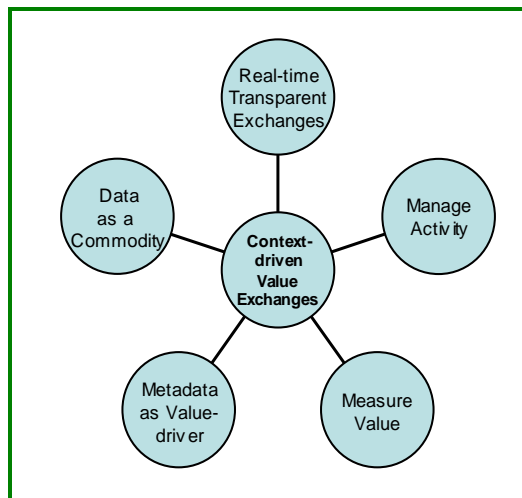 Real-time
Transparent
Exchanges
Data
as a
Commodity
Manage
Activity
Context-
driven
Value
Exchanges
Metadata
as Value-
driver
Measure
Value